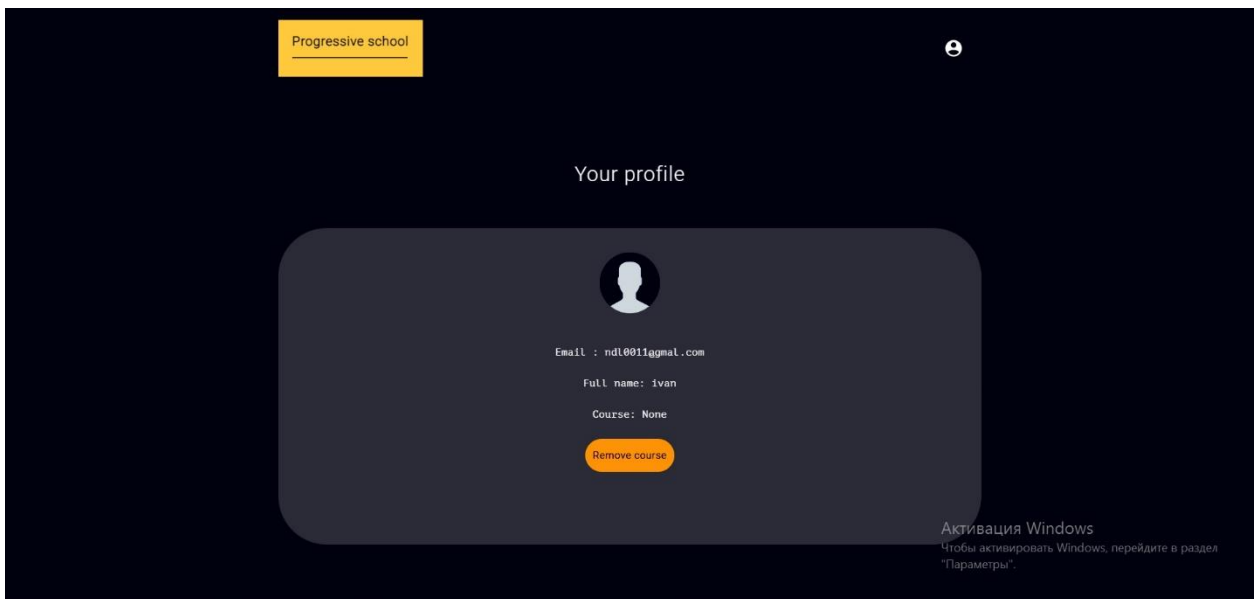 Progressive school
Your profile
Email : ndl0011@gmal.com
Full name: ivan
Course: None
Remove course
Активация Windows
Чтобы активировать Windows, перейдите в раздел
"Параметры".